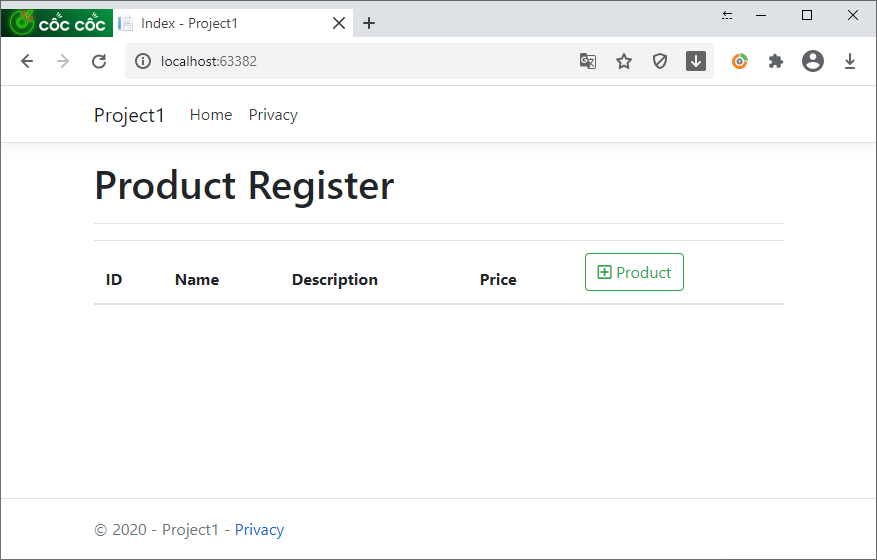 cốc cốc Index - Project1
localhost:63382
Project1 Home Privacy
Product Register
ID Name Description Price Product
© 2020 - Project1 - Privacy